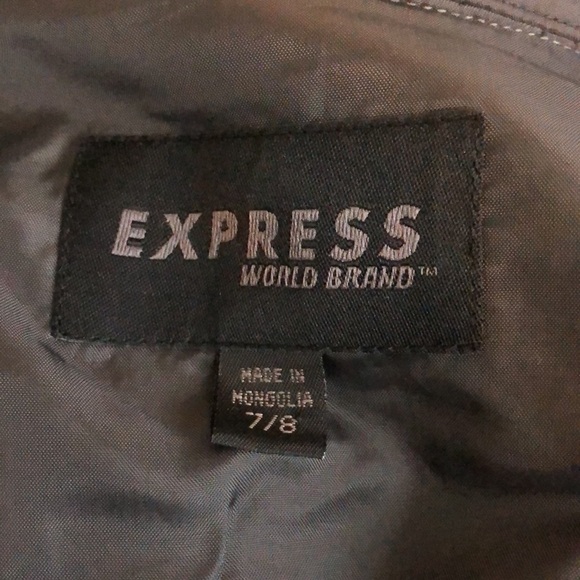 EXPRESS
WORLD BRAND™
MADE IN
MONGOLIA
7/8